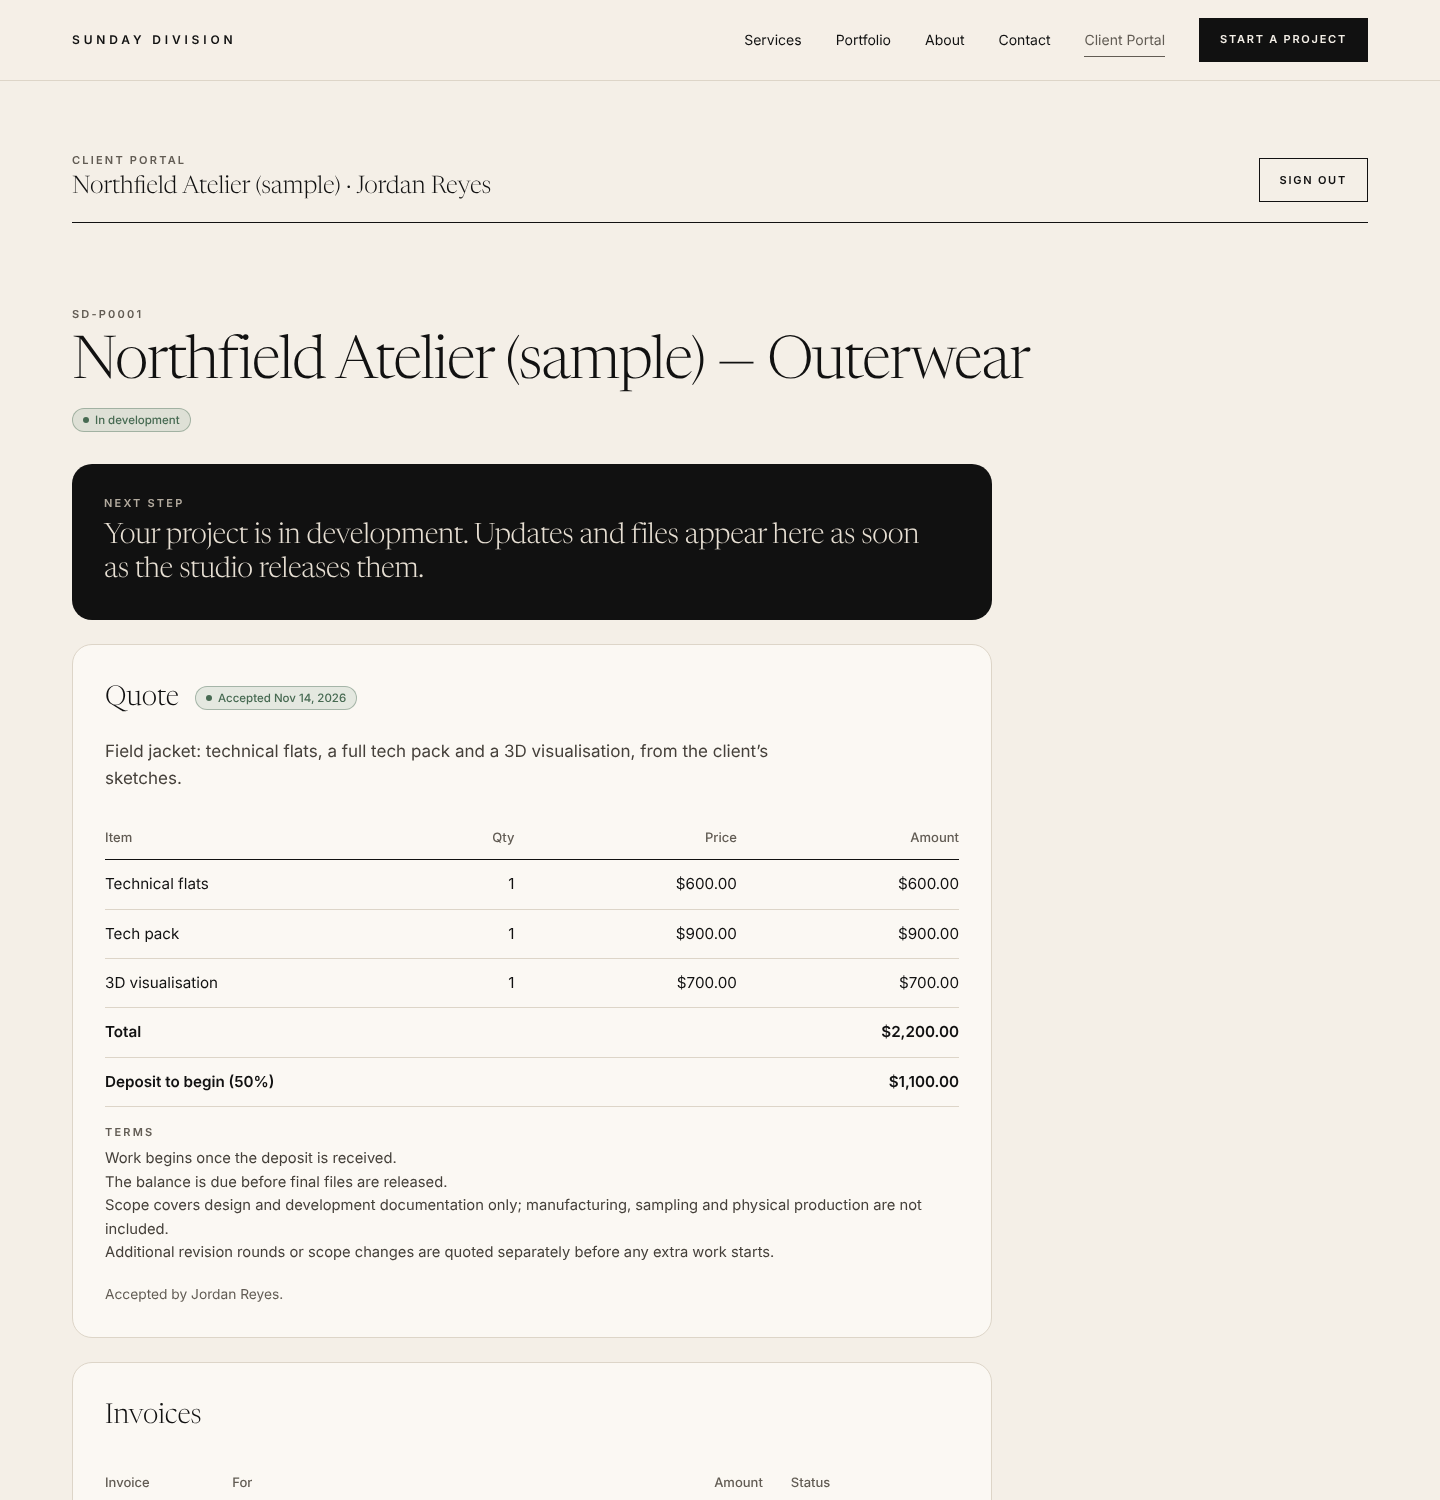 SUNDAY DIVISION
Services Portfolio About Contact Client Portal START A PROJECT
CLIENT PORTAL
Northfield Atelier (sample) · Jordan Reyes
SIGN OUT
SD-P0001
Northfield Atelier (sample) — Outerwear
In development
NEXT STEP
Your project is in development. Updates and files appear here as soon
as the studio releases them.
Quote Accepted Nov 14, 2026
Field jacket: technical flats, a full tech pack and a 3D visualisation, from the client’s
sketches.
Item Qty Price Amount
Technical flats 1 $600.00 $600.00
Tech pack 1 $900.00 $900.00
3D visualisation 1 $700.00 $700.00
Total $2,200.00
Deposit to begin (50%) $1,100.00
TERMS
Work begins once the deposit is received.
The balance is due before final files are released.
Scope covers design and development documentation only; manufacturing, sampling and physical production are not
included.
Additional revision rounds or scope changes are quoted separately before any extra work starts.
Accepted by Jordan Reyes.
Invoices
Invoice For Amount Status